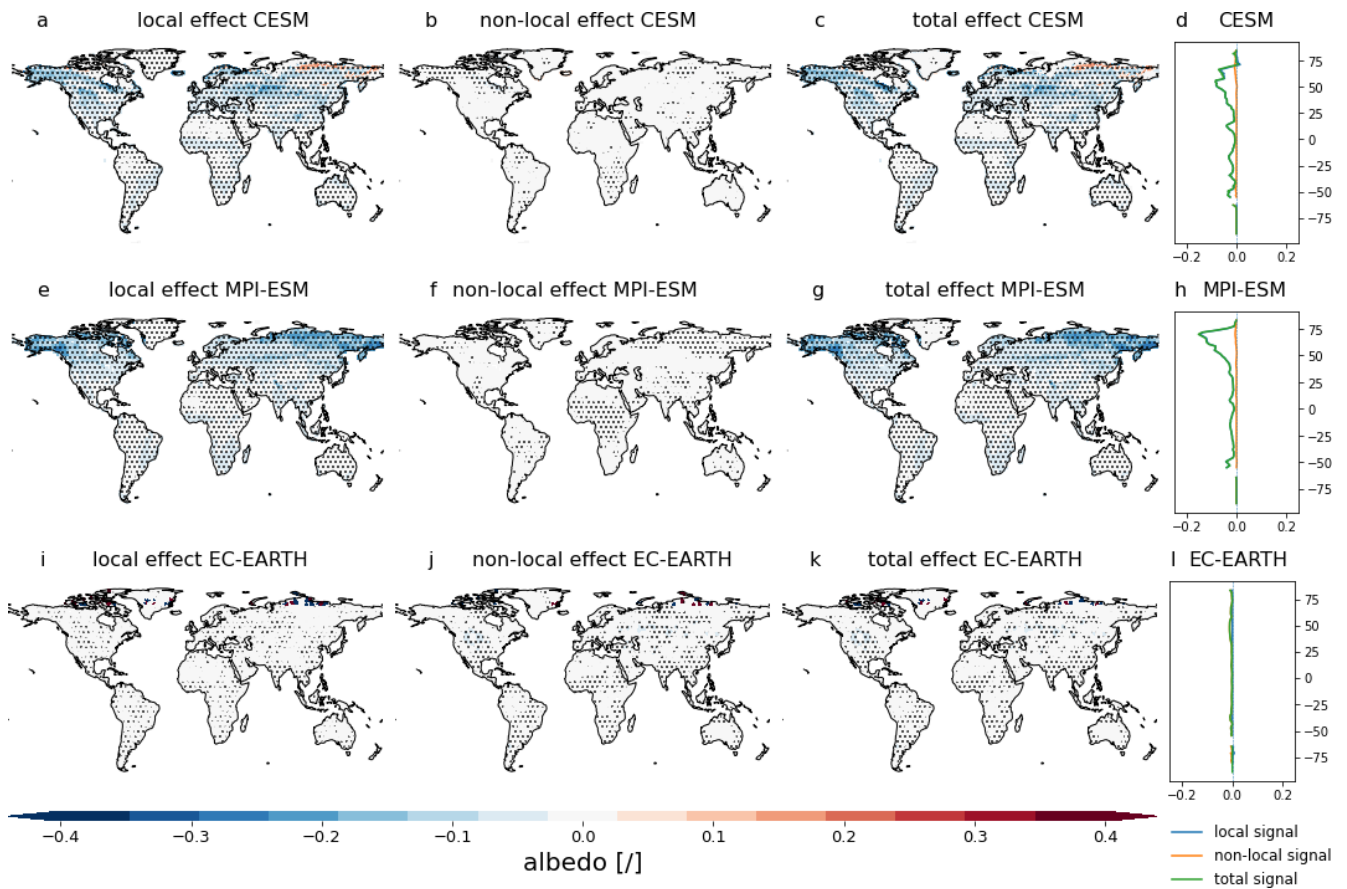 a local effect CESM b non-local effect CESM c total effect CESM d CESM
75
50
25
0
−25
−50
−75
−0.2 0.0 0.2
e local effect MPI-ESM f non-local effect MPI-ESM g total effect MPI-ESM h MPI-ESM
75
50
25
0
−25
−50
−75
−0.2 0.0 0.2
i local effect EC-EARTH j non-local effect EC-EARTH k total effect EC-EARTH l EC-EARTH
75
50
25
0
−25
−50
−75
−0.2 0.0 0.2
−0.4 −0.3 −0.2 −0.1 0.0 0.1 0.2 0.3 0.4
albedo [/]
local signal
non-local signal
total signal